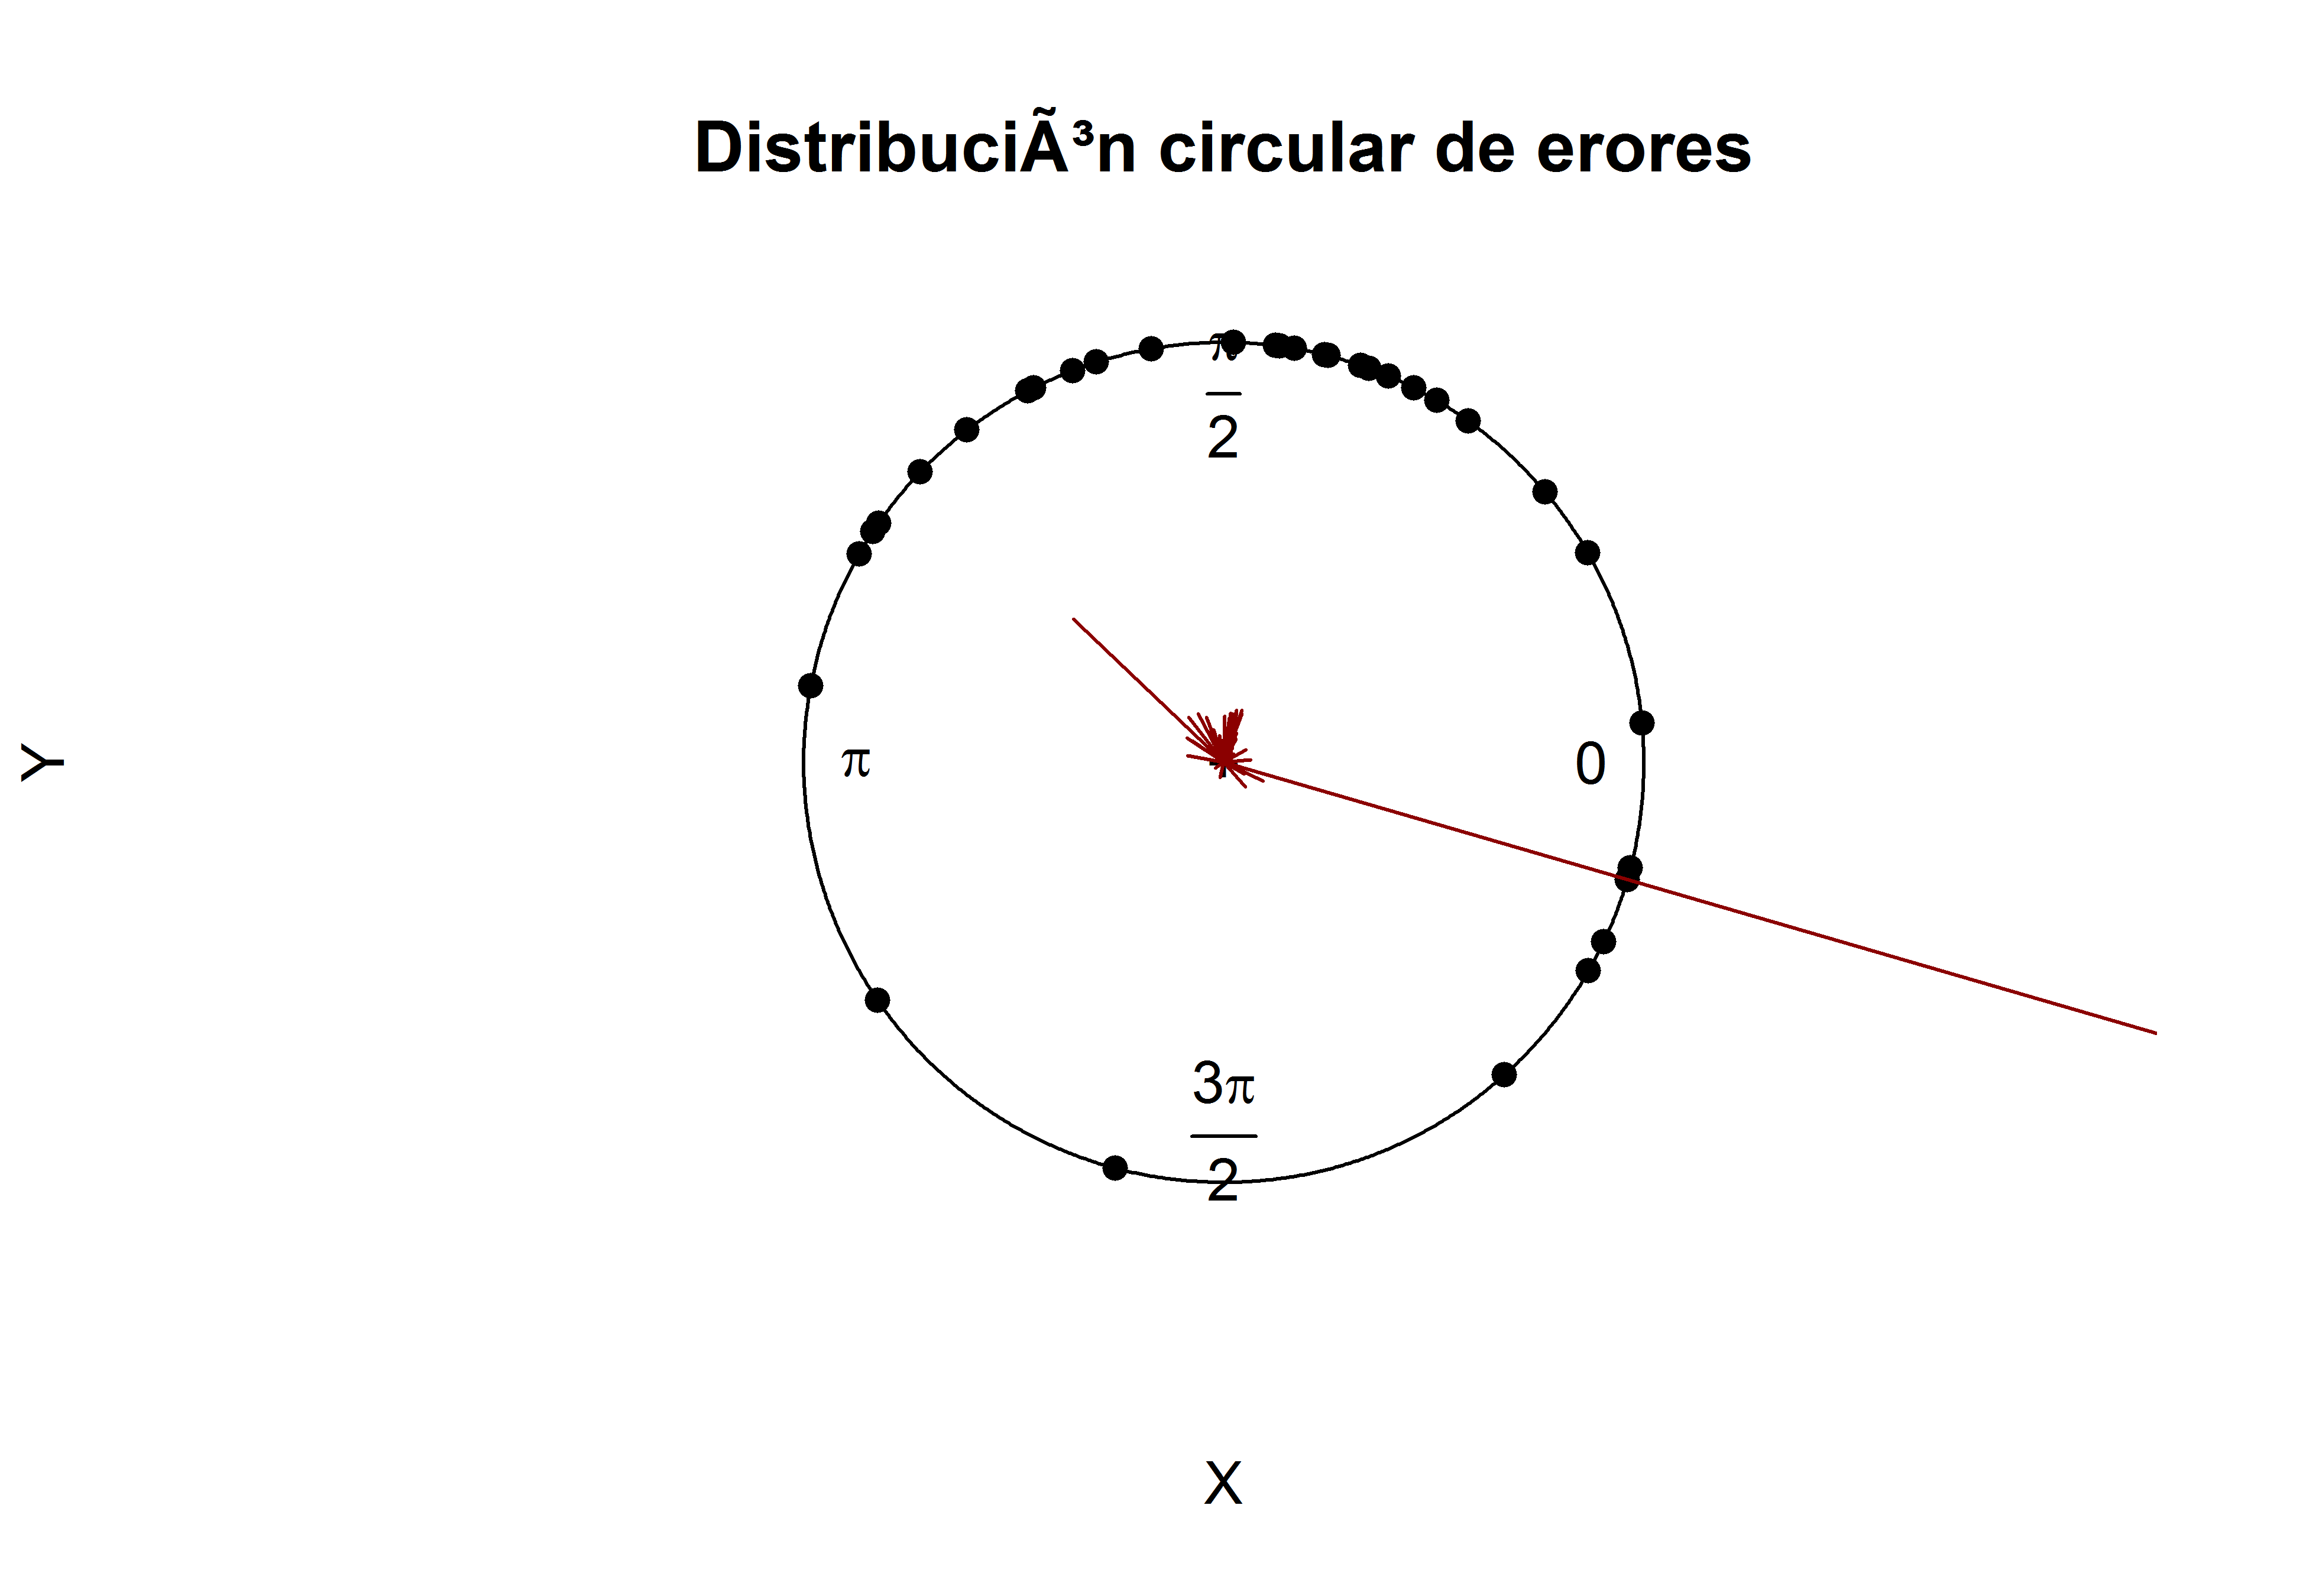 DistribuciÃ³n circular de erores
π
2
Y
π
0
3π
2
X